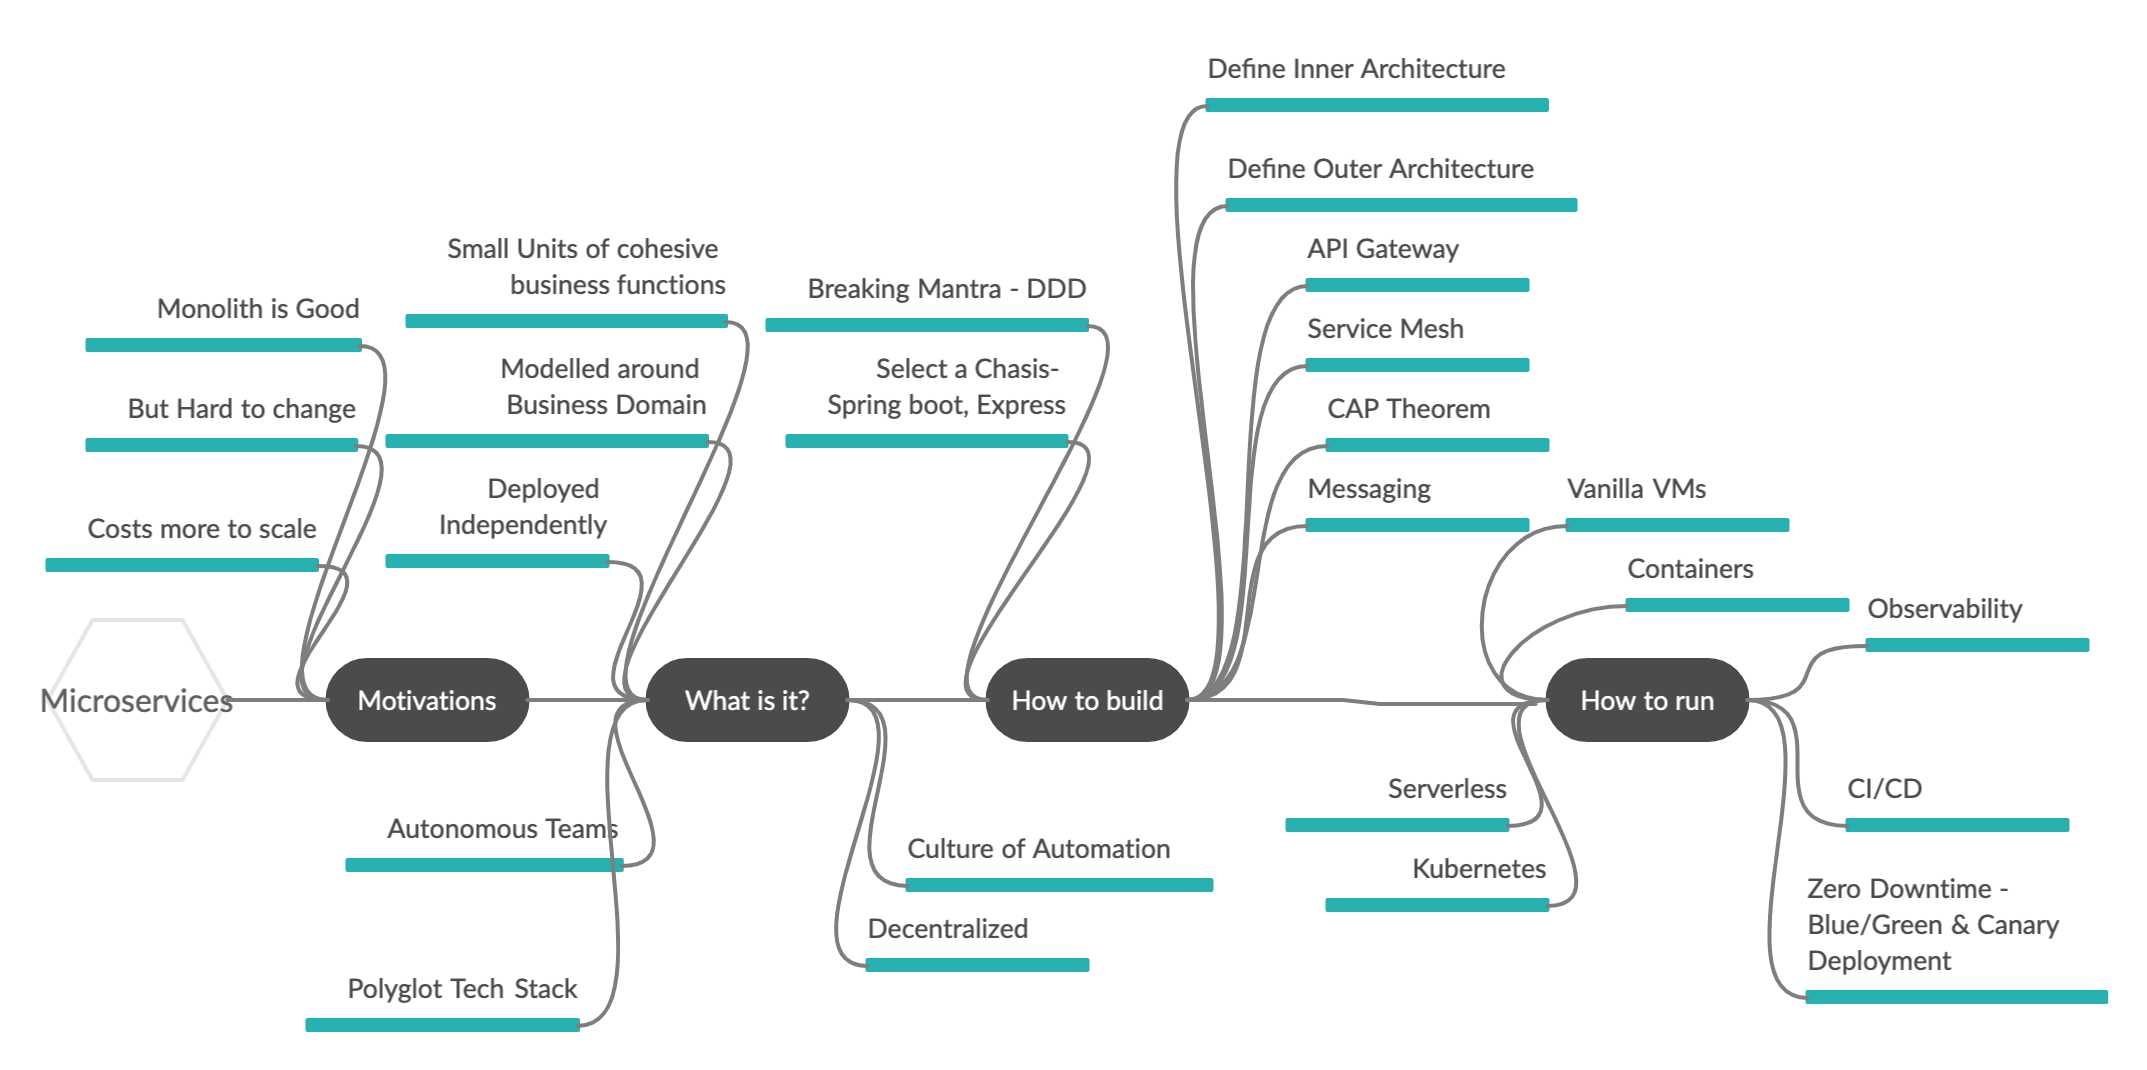 Microservices
Motivations
Monolith is Good
But Hard to change
Costs more to scale
What is it?
Small Units of cohesive
business functions
Modelled around
Business Domain
Deployed
Independently
Autonomous Teams
Polyglot Tech Stack
Culture of Automation
Decentralized
How to build
Breaking Mantra - DDD
Select a Chasis-
Spring boot, Express
Define Inner Architecture
Define Outer Architecture
API Gateway
Service Mesh
CAP Theorem
Messaging
How to run
Vanilla VMs
Containers
Serverless
Kubernetes
Observability
CI/CD
Zero Downtime -
Blue/Green & Canary
Deployment